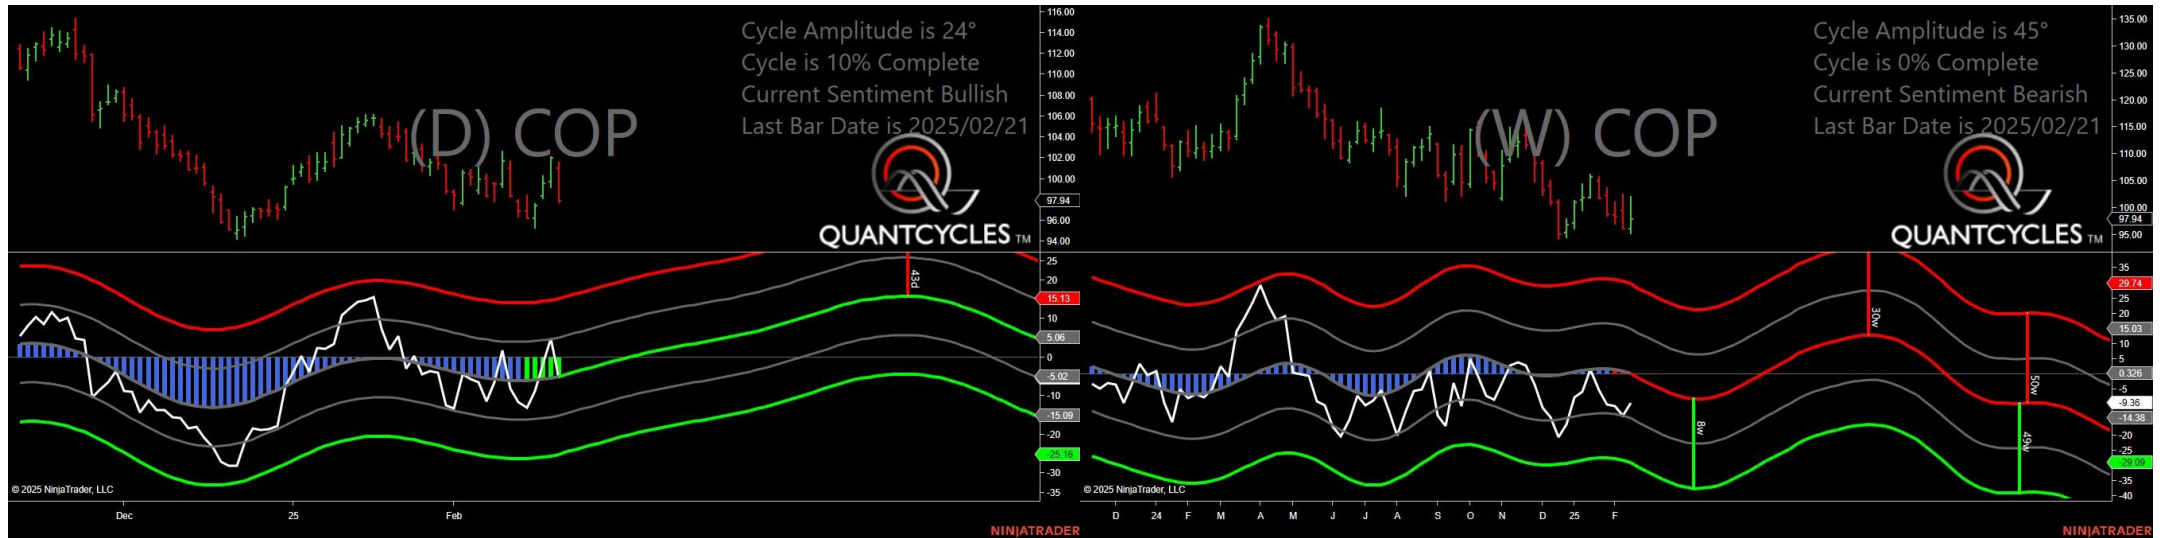 Cycle Amplitude is 24°
Cycle is 10% Complete
Current Sentiment Bullish
Last Bar Date is 2025/02/21
(D) COP
QUANTCYCLES TM
116.00
114.00
112.00
110.00
108.00
106.00
104.00
102.00
100.00
97.94
96.00
94.00
43d
25
20
15.13
10
5.06
0
-5.02
-10
-15.09
-20
-25.16
-30
-35
© 2025 NinjaTrader, LLC
Dec 25 Feb
NINJATRADER
Cycle Amplitude is 45°
Cycle is 0% Complete
Current Sentiment Bearish
Last Bar Date is 2025/02/21
(W) COP
QUANTCYCLES TM
135.00
130.00
125.00
120.00
115.00
110.00
105.00
100.00
97.94
95.00
30w
50w
8w
49w
35
29.74
25
20
15.03
10
5
0.326
-5
-9.36
-14.38
-20
-25
-29.09
-35
-40
© 2025 NinjaTrader, LLC
D 24 F M A M J J A S O N D 25 F
NINJATRADER